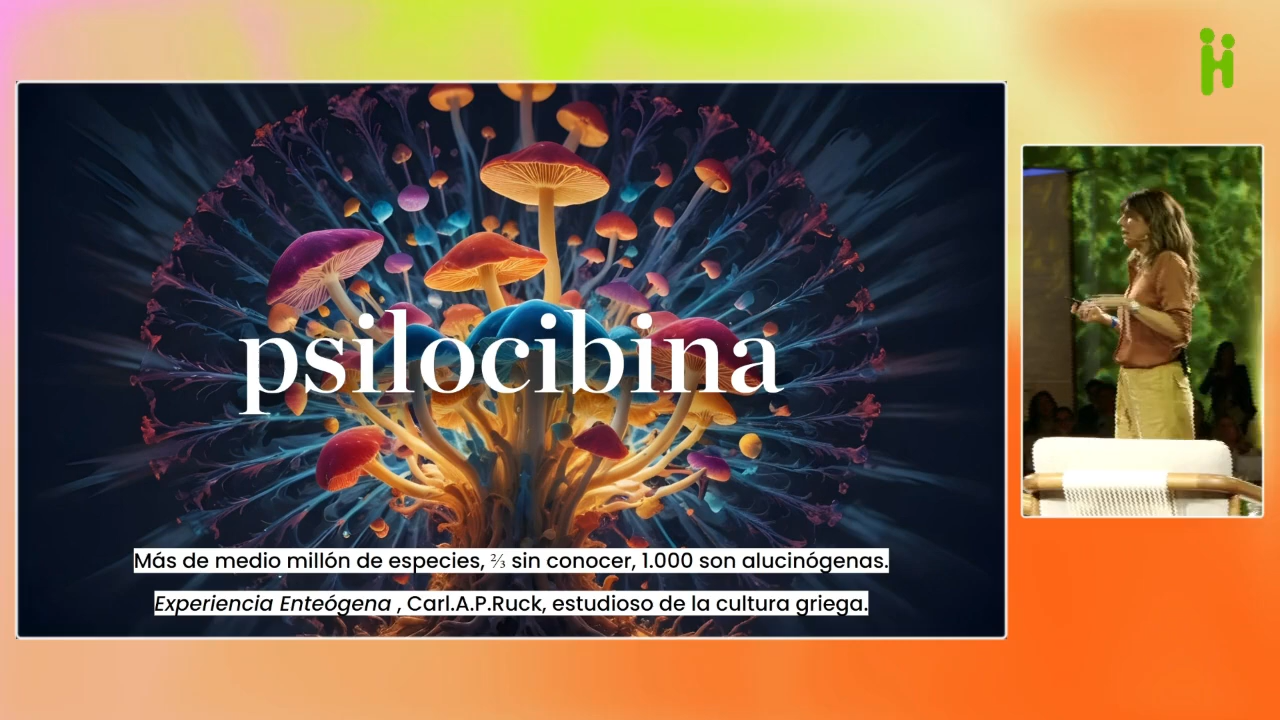 psilocibina
Más de medio millón de especies, ⅔ sin conocer, 1.000 son alucinógenas.
Experiencia Enteógena , Carl.A.P.Ruck, estudioso de la cultura griega.